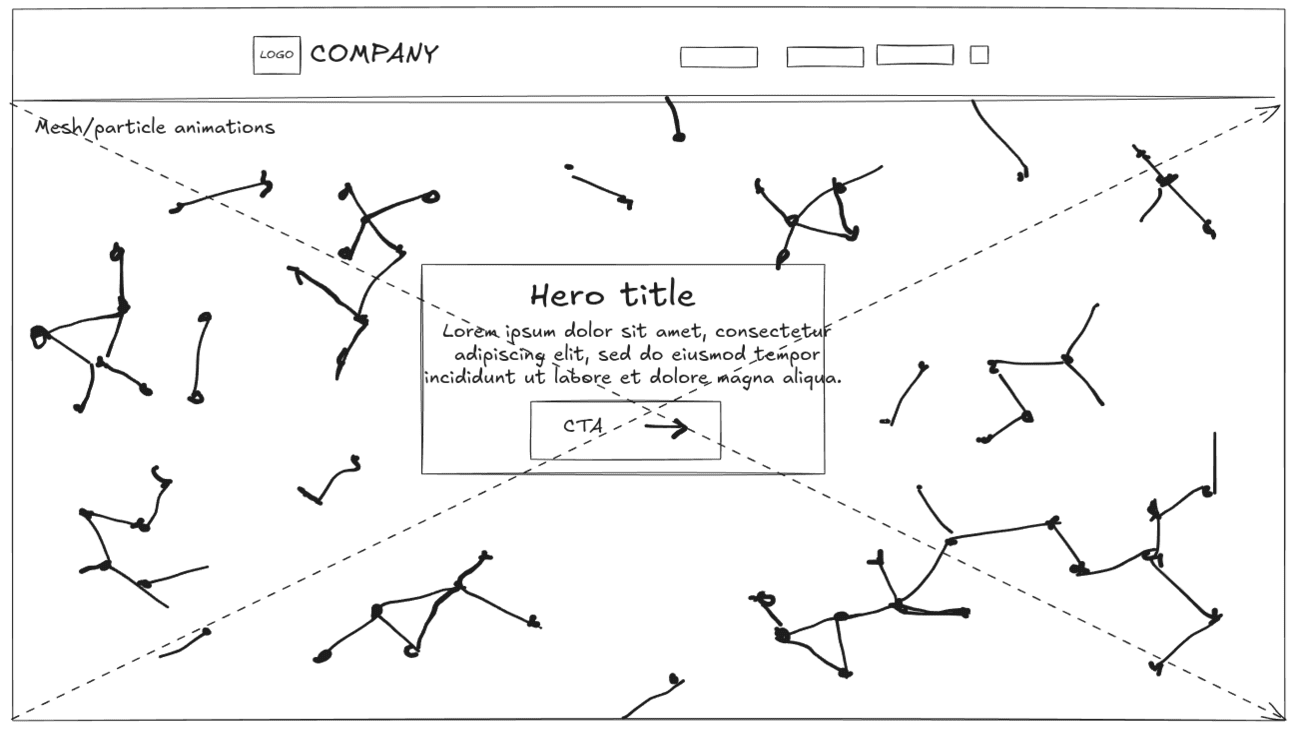 LOGO COMPANY
Mesh/particle animations
Hero title
Lorem ipsum dolor sit amet, consectetur
adipiscing elit, sed do eiusmod tempor
incididunt ut labore et dolore magna aliqua.
CTA